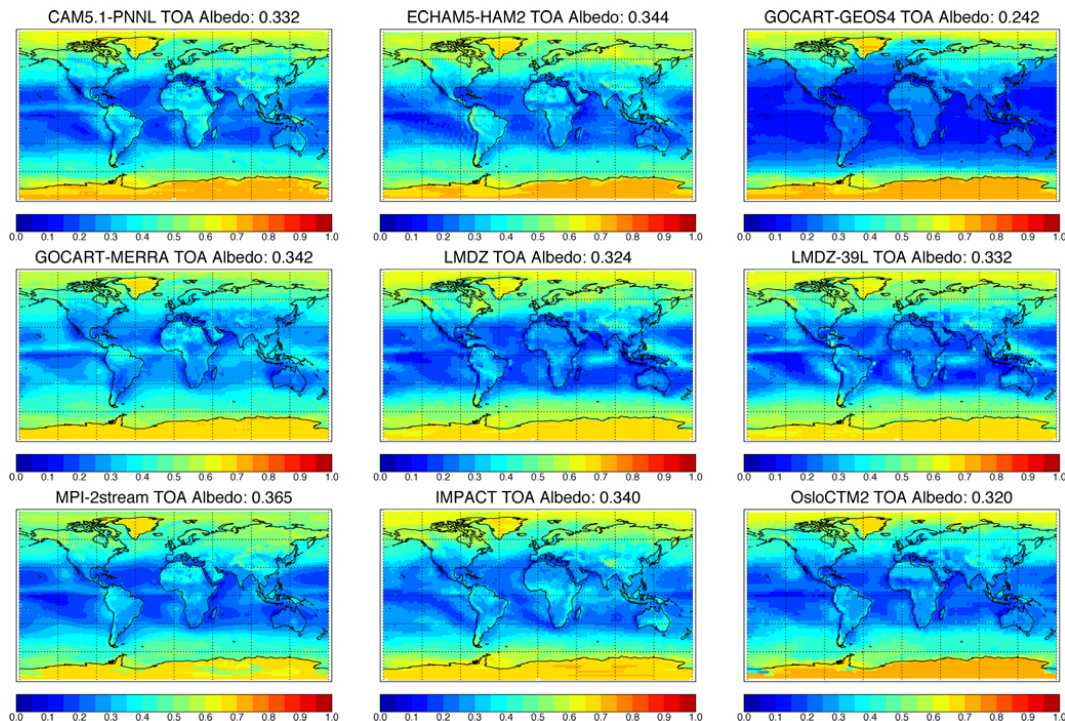 CAM5.1-PNNL TOA Albedo: 0.332
ECHAM5-HAM2 TOA Albedo: 0.344
GOCART-GEOS4 TOA Albedo: 0.242
0.0 0.1 0.2 0.3 0.4 0.5 0.6 0.7 0.8 0.9 1.0
0.0 0.1 0.2 0.3 0.4 0.5 0.6 0.7 0.8 0.9 1.0
0.0 0.1 0.2 0.3 0.4 0.5 0.6 0.7 0.8 0.9 1.0
GOCART-MERRA TOA Albedo: 0.342
LMDZ TOA Albedo: 0.324
LMDZ-39L TOA Albedo: 0.332
0.0 0.1 0.2 0.3 0.4 0.5 0.6 0.7 0.8 0.9 1.0
0.0 0.1 0.2 0.3 0.4 0.5 0.6 0.7 0.8 0.9 1.0
0.0 0.1 0.2 0.3 0.4 0.5 0.6 0.7 0.8 0.9 1.0
MPI-2stream TOA Albedo: 0.365
IMPACT TOA Albedo: 0.340
OsloCTM2 TOA Albedo: 0.320
0.0 0.1 0.2 0.3 0.4 0.5 0.6 0.7 0.8 0.9 1.0
0.0 0.1 0.2 0.3 0.4 0.5 0.6 0.7 0.8 0.9 1.0
0.0 0.1 0.2 0.3 0.4 0.5 0.6 0.7 0.8 0.9 1.0